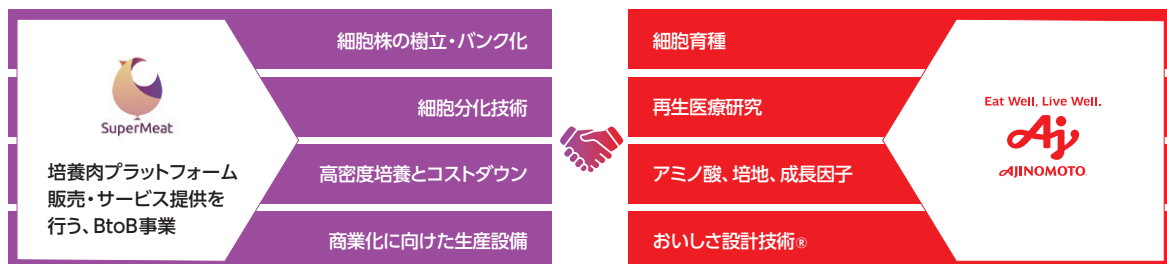 SuperMeat
培養肉プラットフォーム
販売・サービス提供を
行う、BtoB事業
細胞株の樹立・バンク化
細胞分化技術
高密度培養とコストダウン
商業化に向けた生産設備
細胞育種
再生医療研究
アミノ酸、培地、成長因子
おいしさ設計技術®
Eat Well, Live Well.
Aj
AJINOMOTO